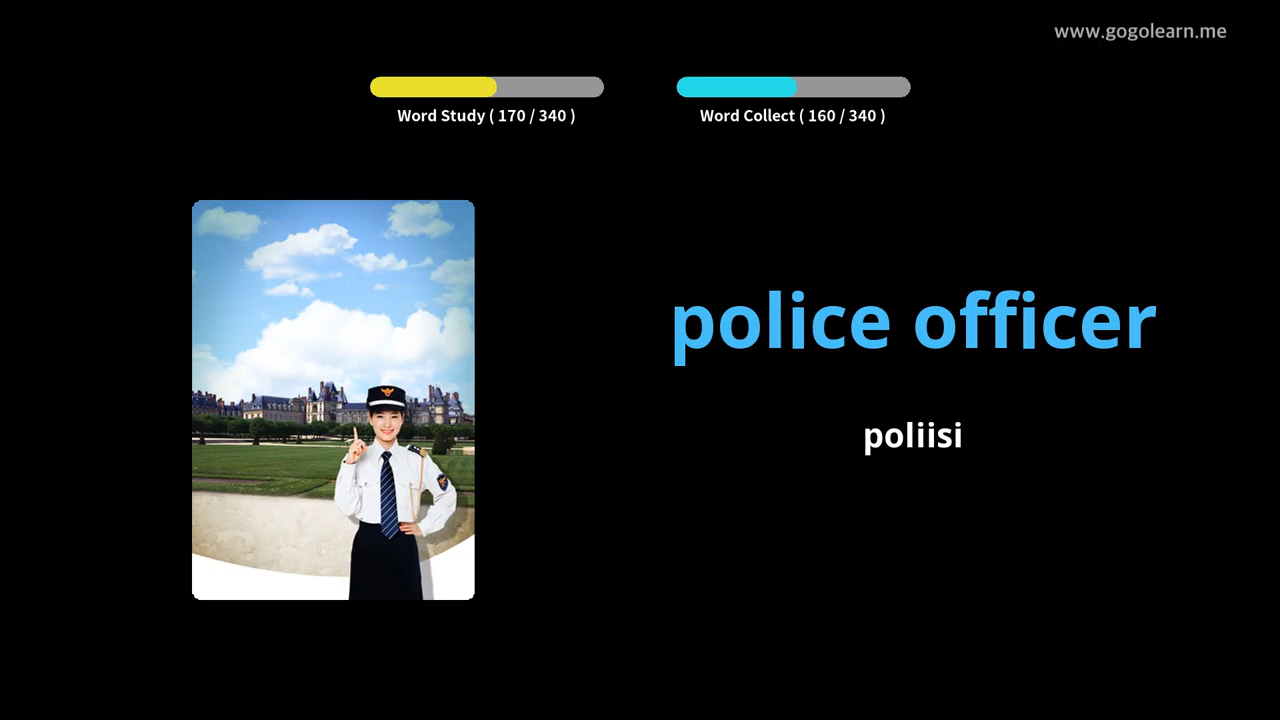 www.gogolearn.me
Word Study ( 170 / 340 )
Word Collect ( 160 / 340 )
police officer
poliisi